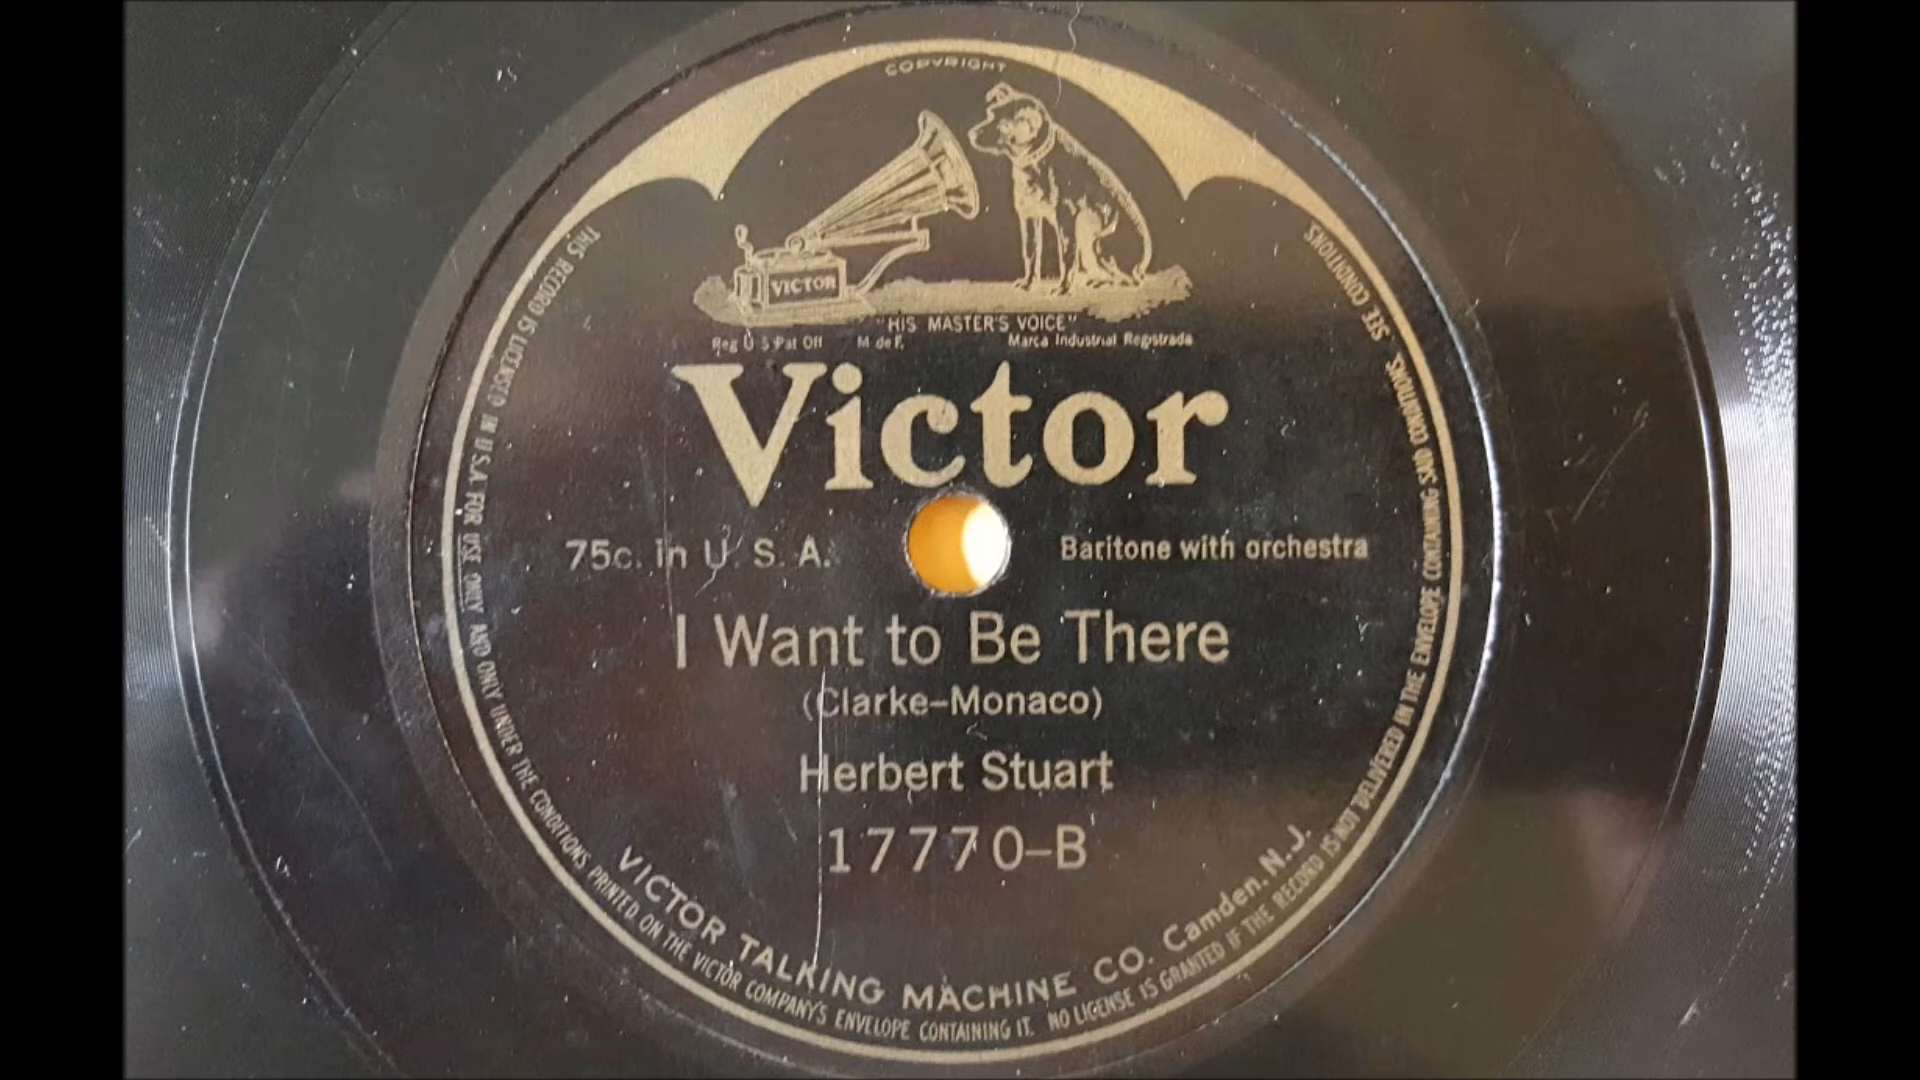 COPYRIGHT
VICTOR
"HIS MASTER'S VOICE"
Reg U S Pat Off M de F. Marca Industrial Registrada
Victor
75c. in U. S. A. Baritone with orchestra
I Want to Be There
(Clarke–Monaco)
Herbert Stuart
17770–B
VICTOR TALKING MACHINE CO. Camden, N. J.
THIS RECORD IS LICENSED IN U.S.A. FOR USE ONLY AND ONLY UNDER THE CONDITIONS PRINTED ON THE VICTOR COMPANY'S ENVELOPE CONTAINING IT. NO LICENSE IS GRANTED IF THE RECORD IS NOT DELIVERED IN THE ENVELOPE CONTAINING SAID CONDITIONS. SEE CONDITIONS